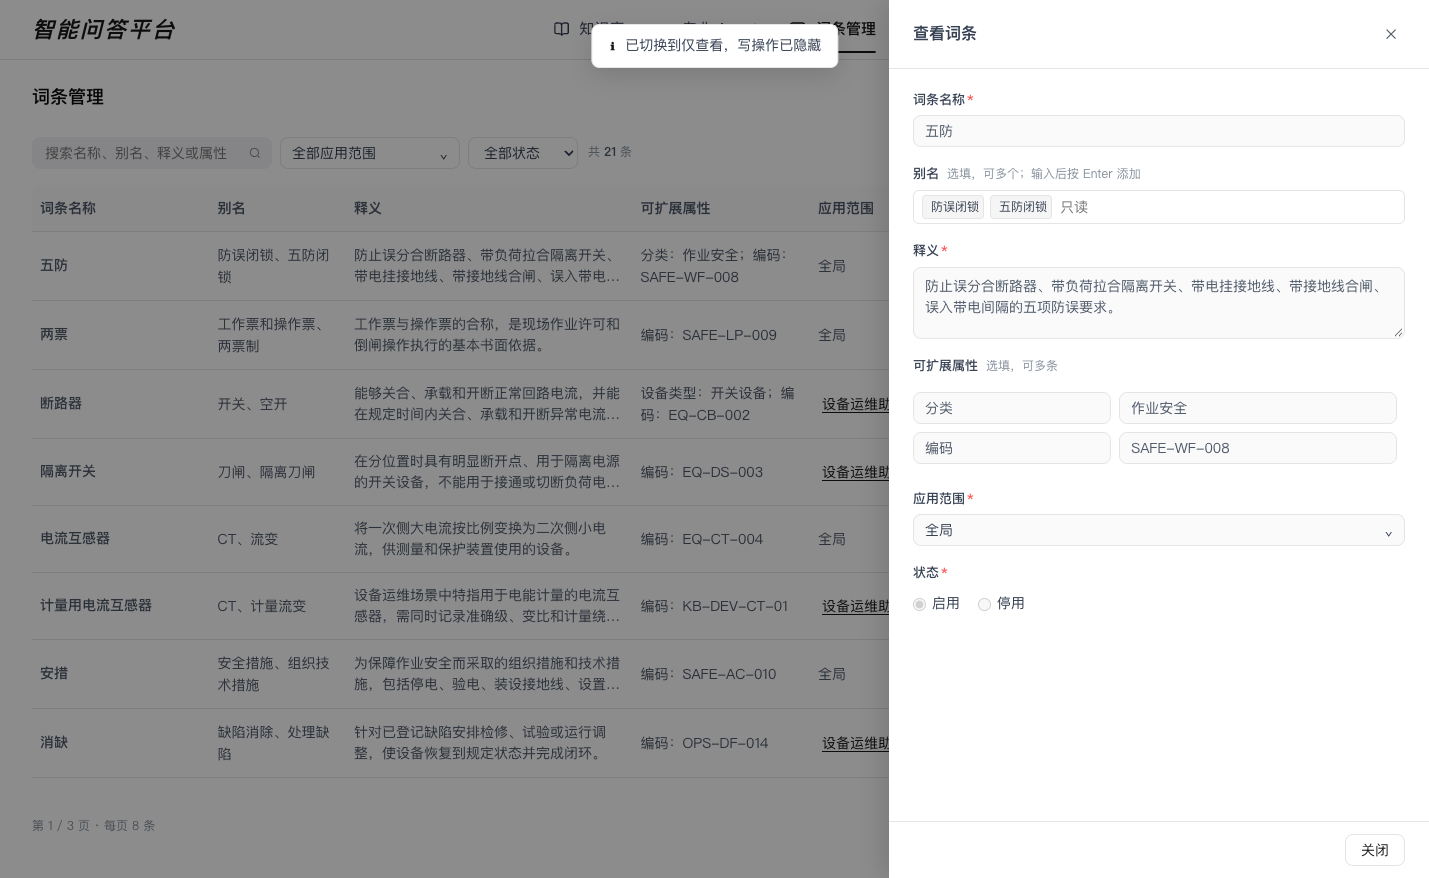 智能问答平台
词条管理
已切换到仅查看，写操作已隐藏
词条管理
搜索名称、别名、释义或属性
全部应用范围
全部状态
共 21 条
词条名称 别名 释义 可扩展属性 应用范围
五防 防误闭锁、五防闭锁 防止误分合断路器、带负荷拉合隔离开关、带电挂接地线、带接地线合闸、误入带电... 分类：作业安全；编码：SAFE-WF-008 全局
两票 工作票和操作票、两票制 工作票与操作票的合称，是现场作业许可和倒闸操作执行的基本书面依据。 编码：SAFE-LP-009 全局
断路器 开关、空开 能够关合、承载和开断正常回路电流，并能在规定时间内关合、承载和开断异常电流... 设备类型：开关设备；编码：EQ-CB-002 设备运维助
隔离开关 刀闸、隔离刀闸 在分位置时具有明显断开点、用于隔离电源的开关设备，不能用于接通或切断负荷电... 编码：EQ-DS-003 设备运维助
电流互感器 CT、流变 将一次侧大电流按比例变换为二次侧小电流，供测量和保护装置使用的设备。 编码：EQ-CT-004 全局
计量用电流互感器 CT、计量流变 设备运维场景中特指用于电能计量的电流互感器，需同时记录准确级、变比和计量绕... 编码：KB-DEV-CT-01 设备运维助
安措 安全措施、组织技术措施 为保障作业安全而采取的组织措施和技术措施，包括停电、验电、装设接地线、设置... 编码：SAFE-AC-010 全局
消缺 缺陷消除、处理缺陷 针对已登记缺陷安排检修、试验或运行调整，使设备恢复到规定状态并完成闭环。 编码：OPS-DF-014 设备运维助
第 1 / 3 页 · 每页 8 条
查看词条
词条名称*
五防
别名 选填，可多个；输入后按 Enter 添加
防误闭锁 五防闭锁 只读
释义*
防止误分合断路器、带负荷拉合隔离开关、带电挂接地线、带接地线合闸、
误入带电间隔的五项防误要求。
可扩展属性 选填，可多条
分类 作业安全
编码 SAFE-WF-008
应用范围*
全局
状态*
启用 停用
关闭